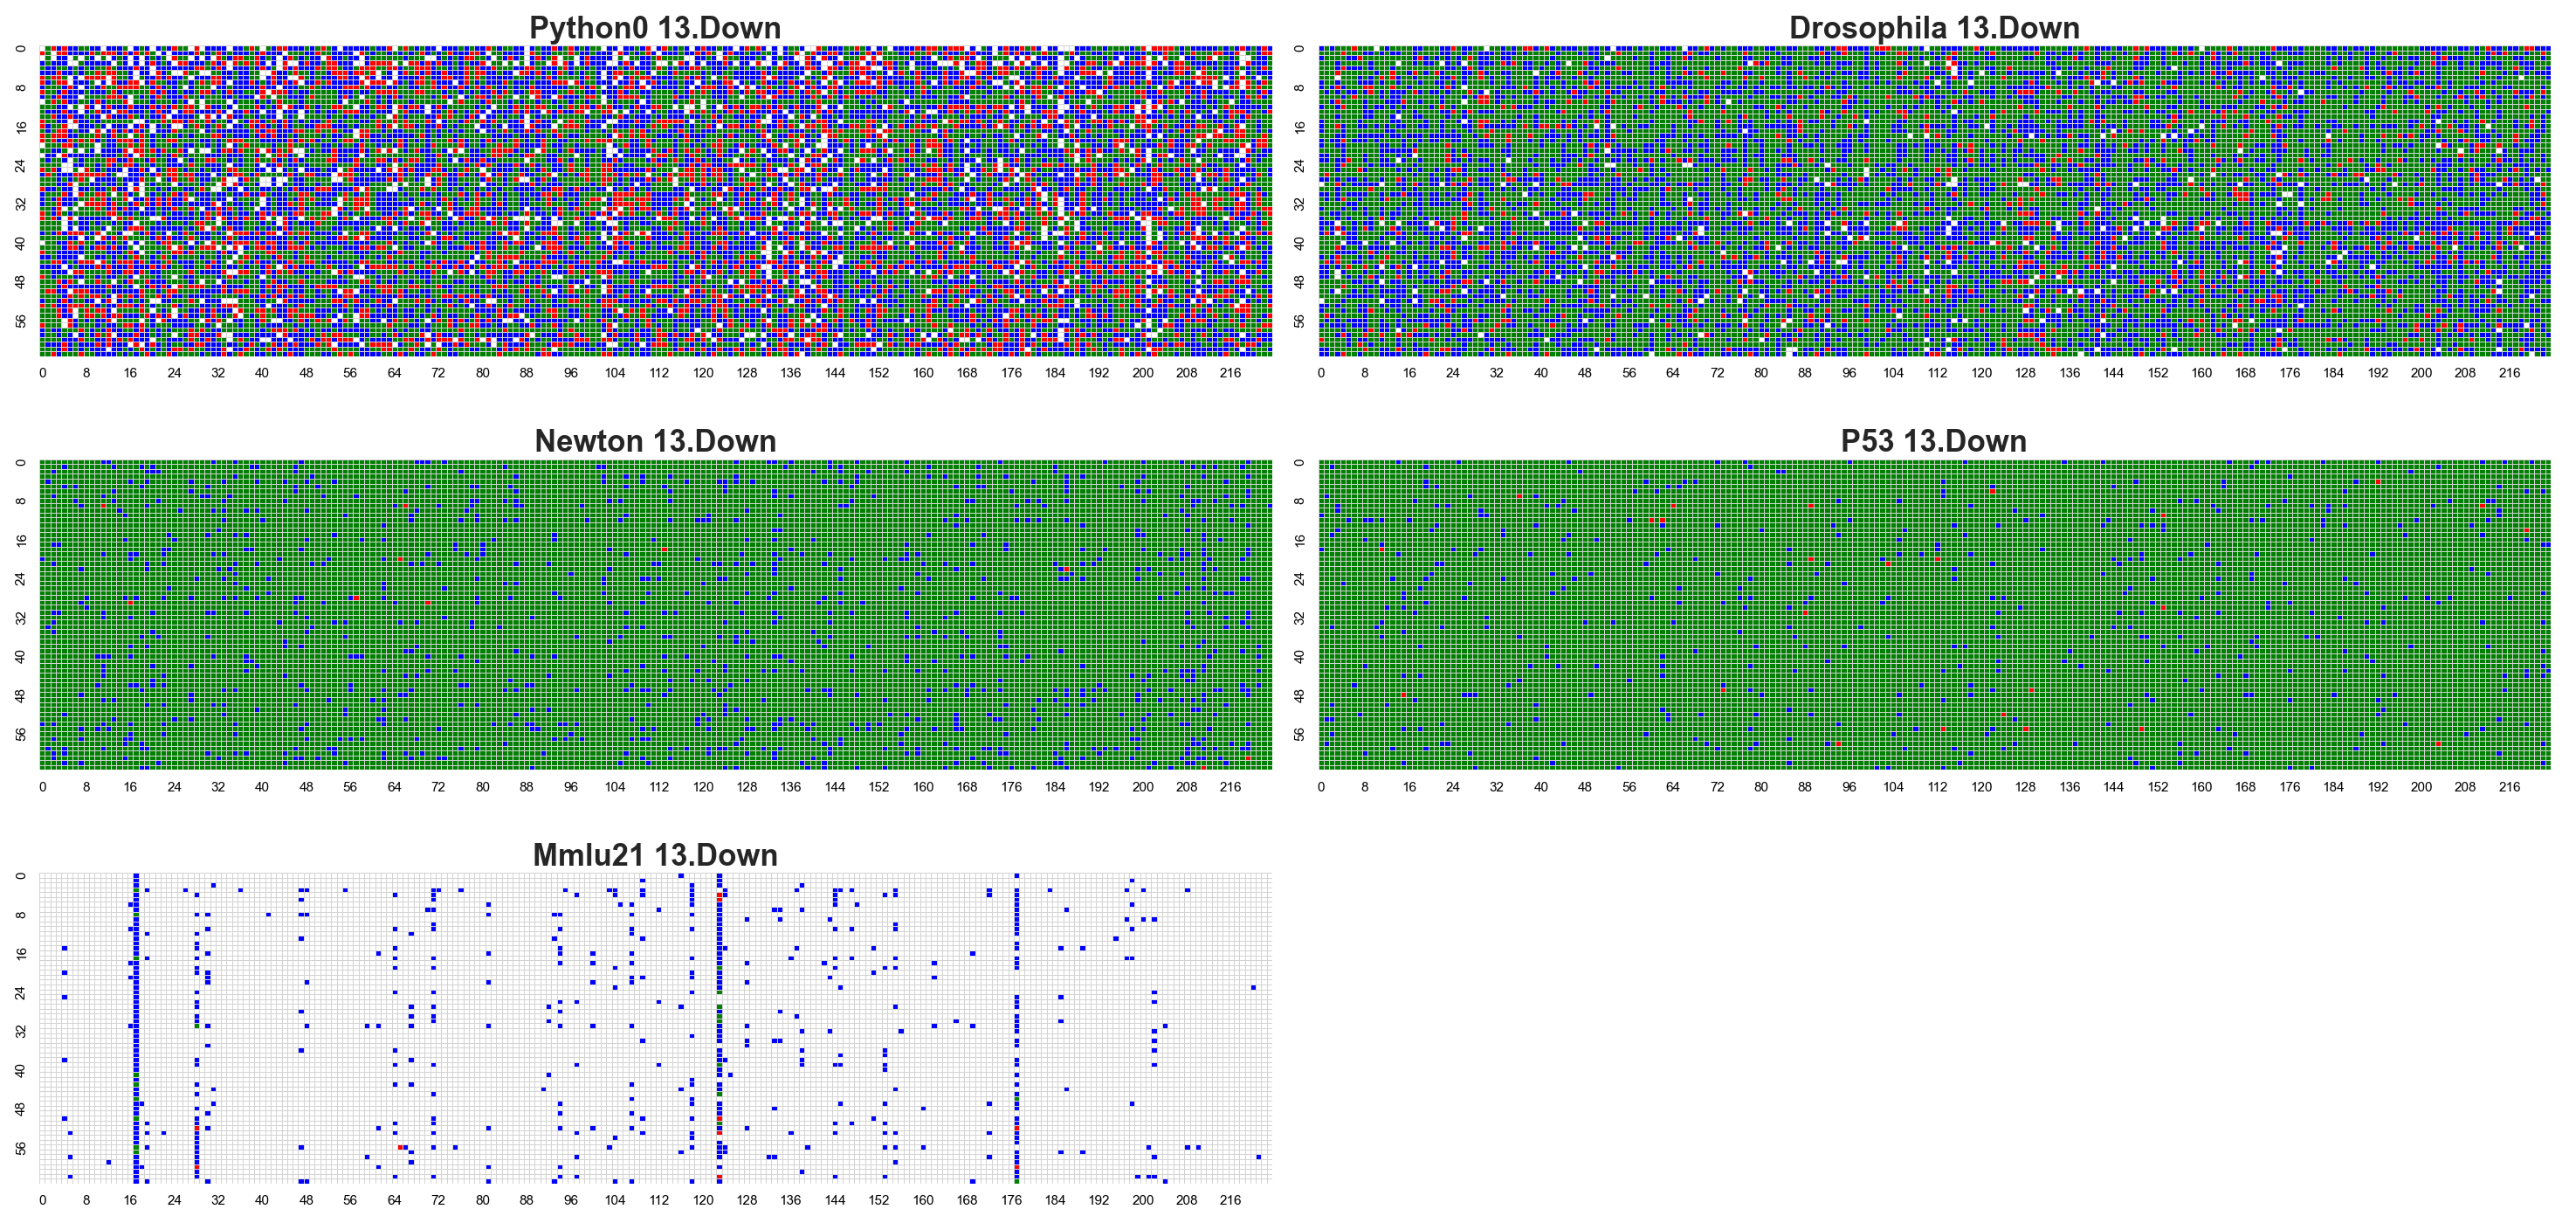 Python0 13.Down
0 8 16 24 32 40 48 56
0 8 16 24 32 40 48 56 64 72 80 88 96 104 112 120 128 136 144 152 160 168 176 184 192 200 208 216
Drosophila 13.Down
0 8 16 24 32 40 48 56
0 8 16 24 32 40 48 56 64 72 80 88 96 104 112 120 128 136 144 152 160 168 176 184 192 200 208 216
Newton 13.Down
0 8 16 24 32 40 48 56
0 8 16 24 32 40 48 56 64 72 80 88 96 104 112 120 128 136 144 152 160 168 176 184 192 200 208 216
P53 13.Down
0 8 16 24 32 40 48 56
0 8 16 24 32 40 48 56 64 72 80 88 96 104 112 120 128 136 144 152 160 168 176 184 192 200 208 216
Mmlu21 13.Down
0 8 16 24 32 40 48 56
0 8 16 24 32 40 48 56 64 72 80 88 96 104 112 120 128 136 144 152 160 168 176 184 192 200 208 216